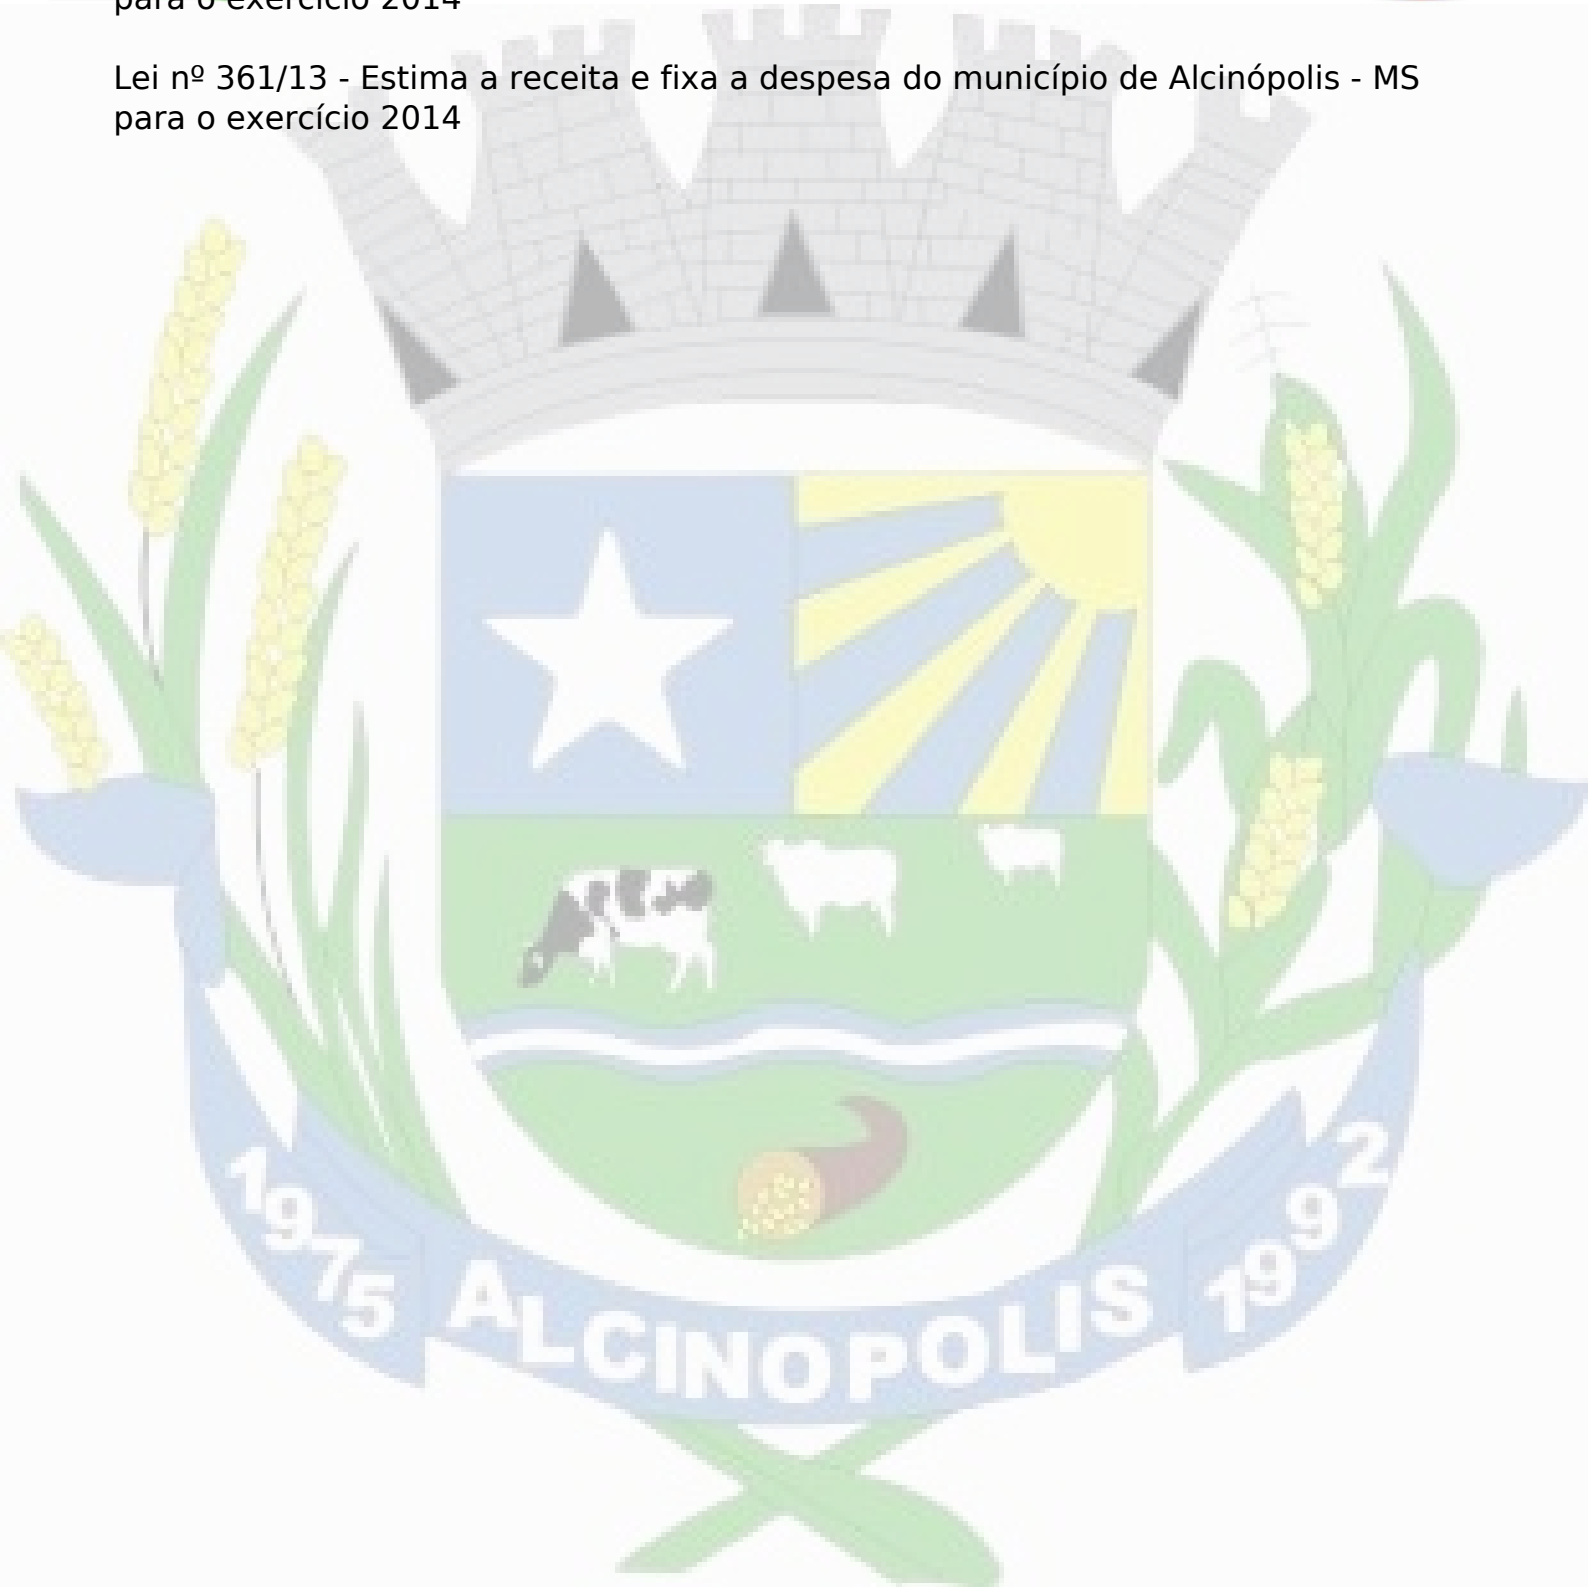 para o exercício 2014
Lei nº 361/13 - Estima a receita e fixa a despesa do município de Alcinópolis - MS
para o exercício 2014
1975 ALCINOPOLIS 1992